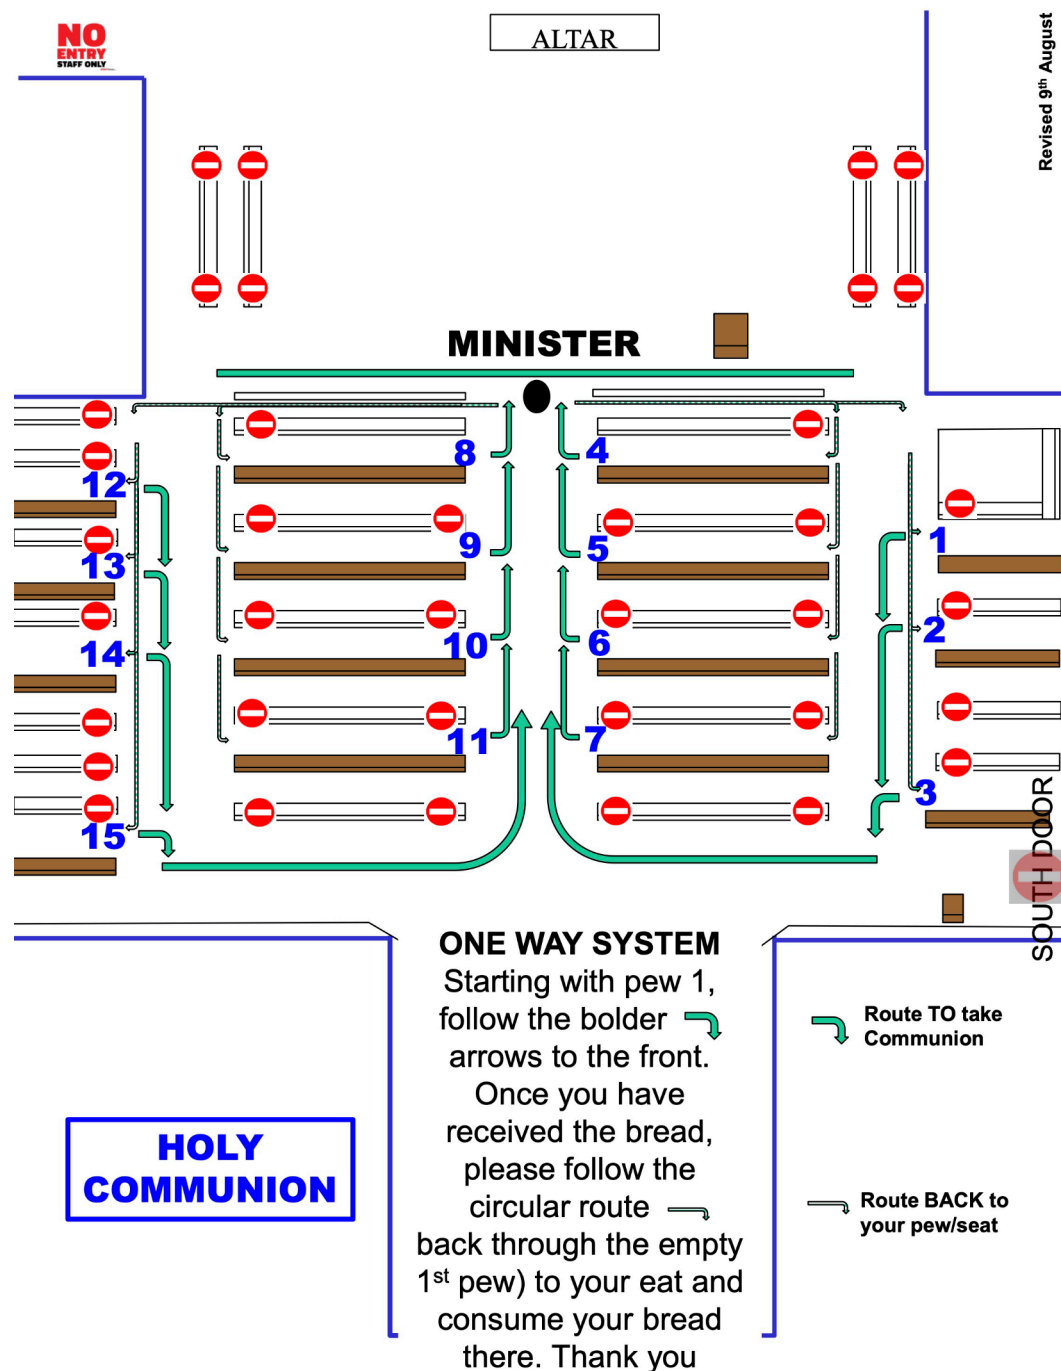 NO
ENTRY
STAFF ONLY
ALTAR
Revised 9th August
MINISTER
8
4
12
9
5
1
13
10
6
2
14
11
7
3
15
SOUTH DOOR
ONE WAY SYSTEM
Starting with pew 1,
follow the bolder
arrows to the front.
Once you have
received the bread,
please follow the
circular route
back through the empty
1st pew) to your eat and
consume your bread
there. Thank you
Route TO take
Communion
Route BACK to
your pew/seat
HOLY
COMMUNION